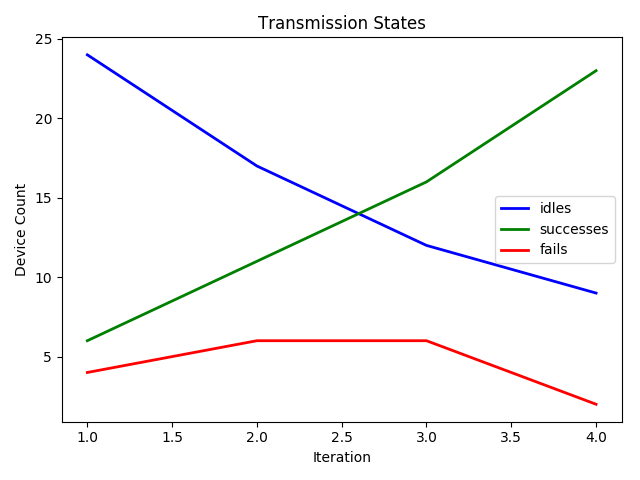 Transmission States
Device Count
25
20
15
10
5
idles
successes
fails
1.0 1.5 2.0 2.5 3.0 3.5 4.0
Iteration